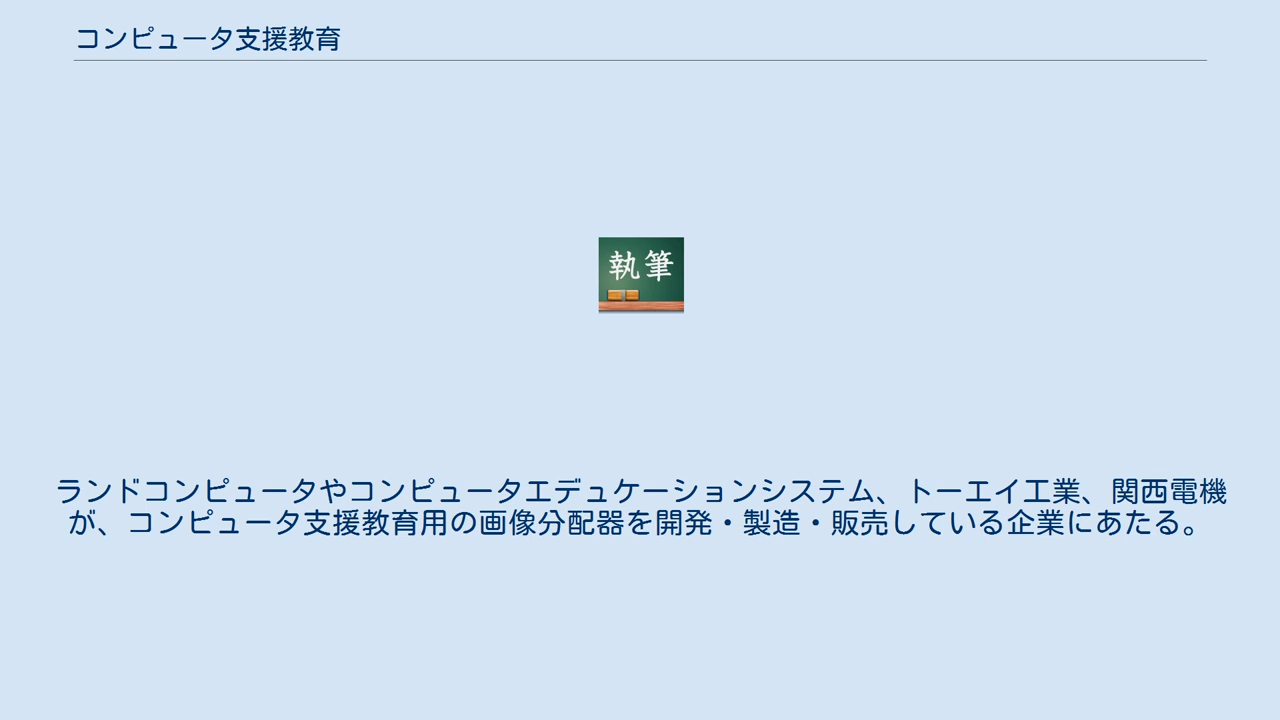 コンピュータ支援教育
執筆
ランドコンピュータやコンピュータエデュケーションシステム、トーエイ工業、関西電機
が、コンピュータ支援教育用の画像分配器を開発・製造・販売している企業にあたる。